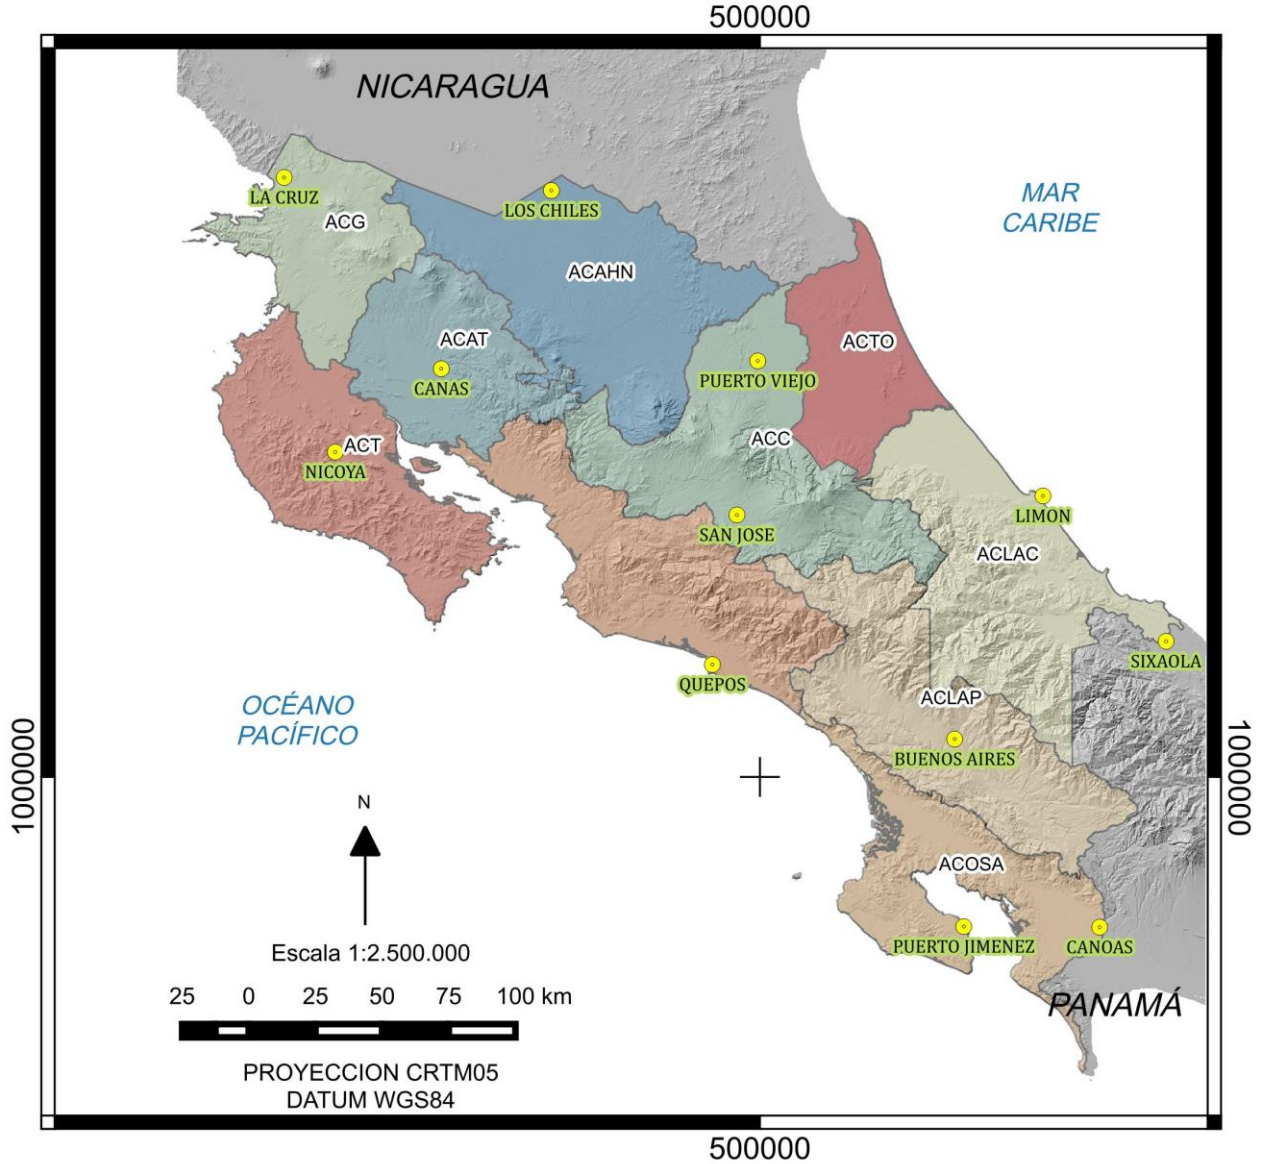 500000
NICARAGUA
LA CRUZ
LOS CHILES
MAR
CARIBE
ACG
ACAHN
ACAT
ACTO
CANAS
PUERTO VIEJO
ACC
ACT
NICOYA
LIMON
SAN JOSE
ACLAC
SIXAOLA
QUEPOS
ACLAP
OCÉANO
PACÍFICO
BUENOS AIRES
1000000
1000000
N
ACOSA
PUERTO JIMENEZ
CANOAS
Escala 1:2.500.000
25 0 25 50 75 100 km
PANAMÁ
PROYECCION CRTM05
DATUM WGS84
500000